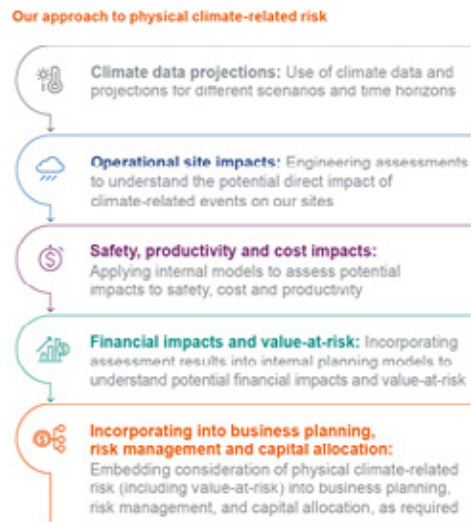 Our approach to physical climate-related risk
Climate data projections: Use of climate data and
projections for different scenarios and time horizons
Operational site impacts: Engineering assessments
to understand the potential direct impact of
climate-related events on our sites
Safety, productivity and cost impacts:
Applying internal models to assess potential
impacts to safety, cost and productivity
Financial impacts and value-at-risk: Incorporating
assessment results into internal planning models to
understand potential financial impacts and value-at-risk
Incorporating into business planning,
risk management and capital allocation:
Embedding consideration of physical climate-related
risk (including value-at-risk) into business planning,
risk management, and capital allocation, as required